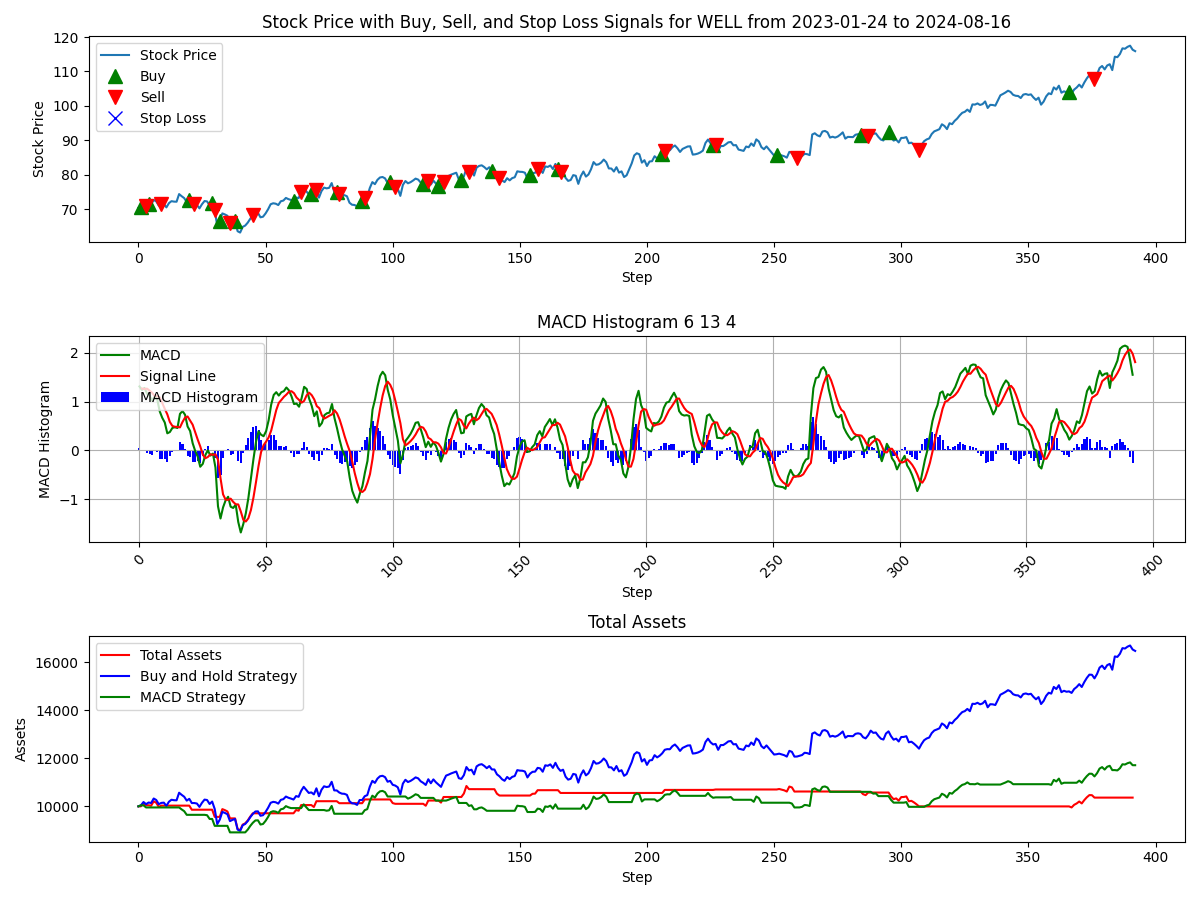 Stock Price with Buy, Sell, and Stop Loss Signals for WELL from 2023-01-24 to 2024-08-16
120
110
100
90
80
70
Stock Price
Stock Price
Buy
Sell
Stop Loss
0 50 100 150 200 250 300 350 400
Step
MACD Histogram 6 13 4
2
1
0
−1
MACD Histogram
MACD
Signal Line
MACD Histogram
0 50 100 150 200 250 300 350 400
Step
Total Assets
16000
14000
12000
10000
Assets
Total Assets
Buy and Hold Strategy
MACD Strategy
0 50 100 150 200 250 300 350 400
Step